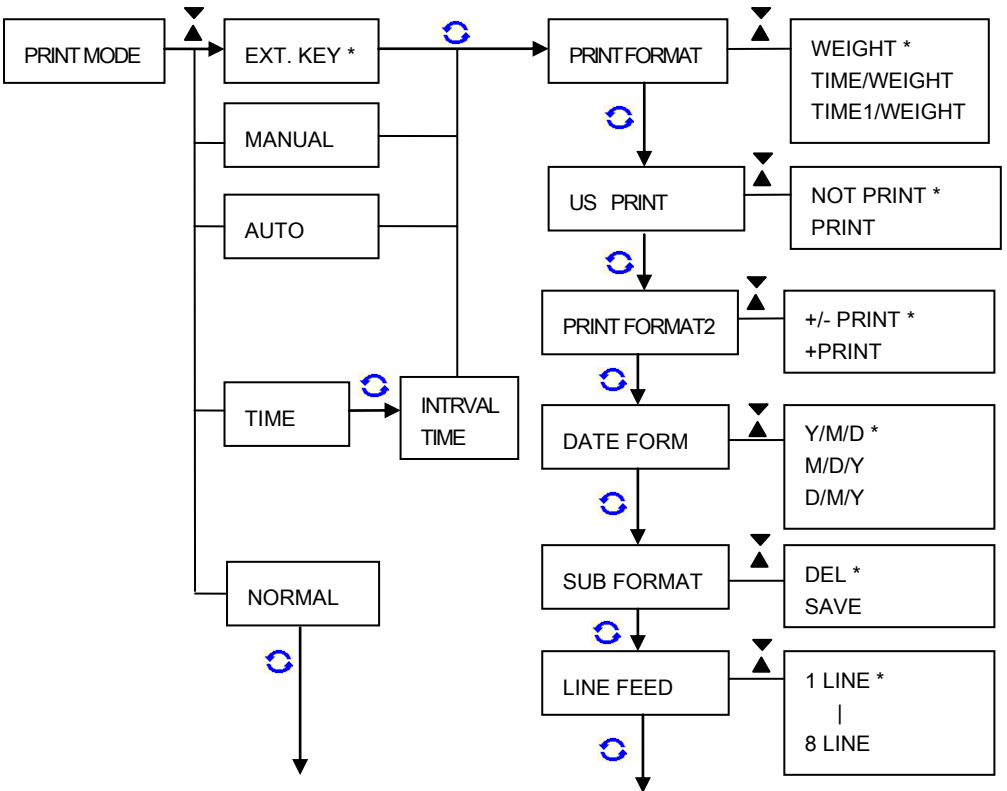 PRINT MODE
EXT. KEY *
MANUAL
AUTO
TIME
INTRVAL
TIME
NORMAL
PRINT FORMAT
WEIGHT *
TIME/WEIGHT
TIME1/WEIGHT
US PRINT
NOT PRINT *
PRINT
PRINT FORMAT2
+/- PRINT *
+PRINT
DATE FORM
Y/M/D *
M/D/Y
D/M/Y
SUB FORMAT
DEL *
SAVE
LINE FEED
1 LINE *
|
8 LINE